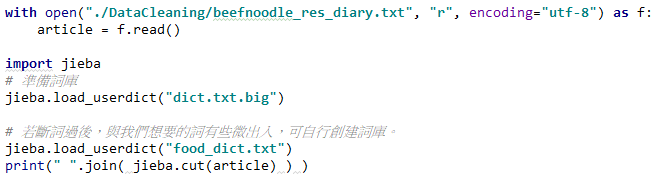 with open("./DataCleaning/beefnoodle_res_diary.txt", "r", encoding="utf-8") as f:
    article = f.read()

import jieba
# 準備詞庫
jieba.load_userdict("dict.txt.big")

# 若斷詞過後，與我們想要的詞有些微出入，可自行創建詞庫。
jieba.load_userdict("food_dict.txt")
print(" ".join( jieba.cut(article) ) )